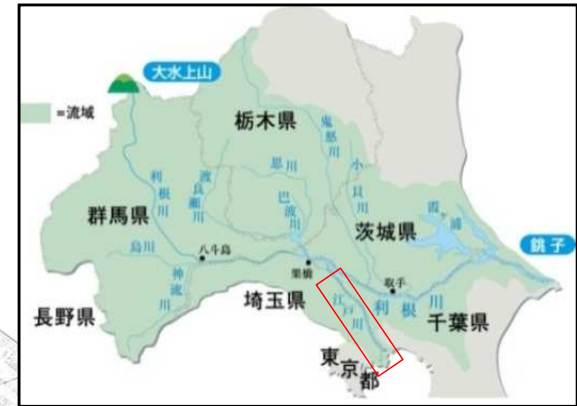 大水上山
=流域
栃木県
鬼怒川
小貝川
思川
渡良瀬川
巴波川
利根川
群馬県
茨城県
霞ヶ浦
銚子
烏川
八斗島
神流川
栗橋
取手
埼玉県
江戸川
利根川
千葉県
長野県
東京都